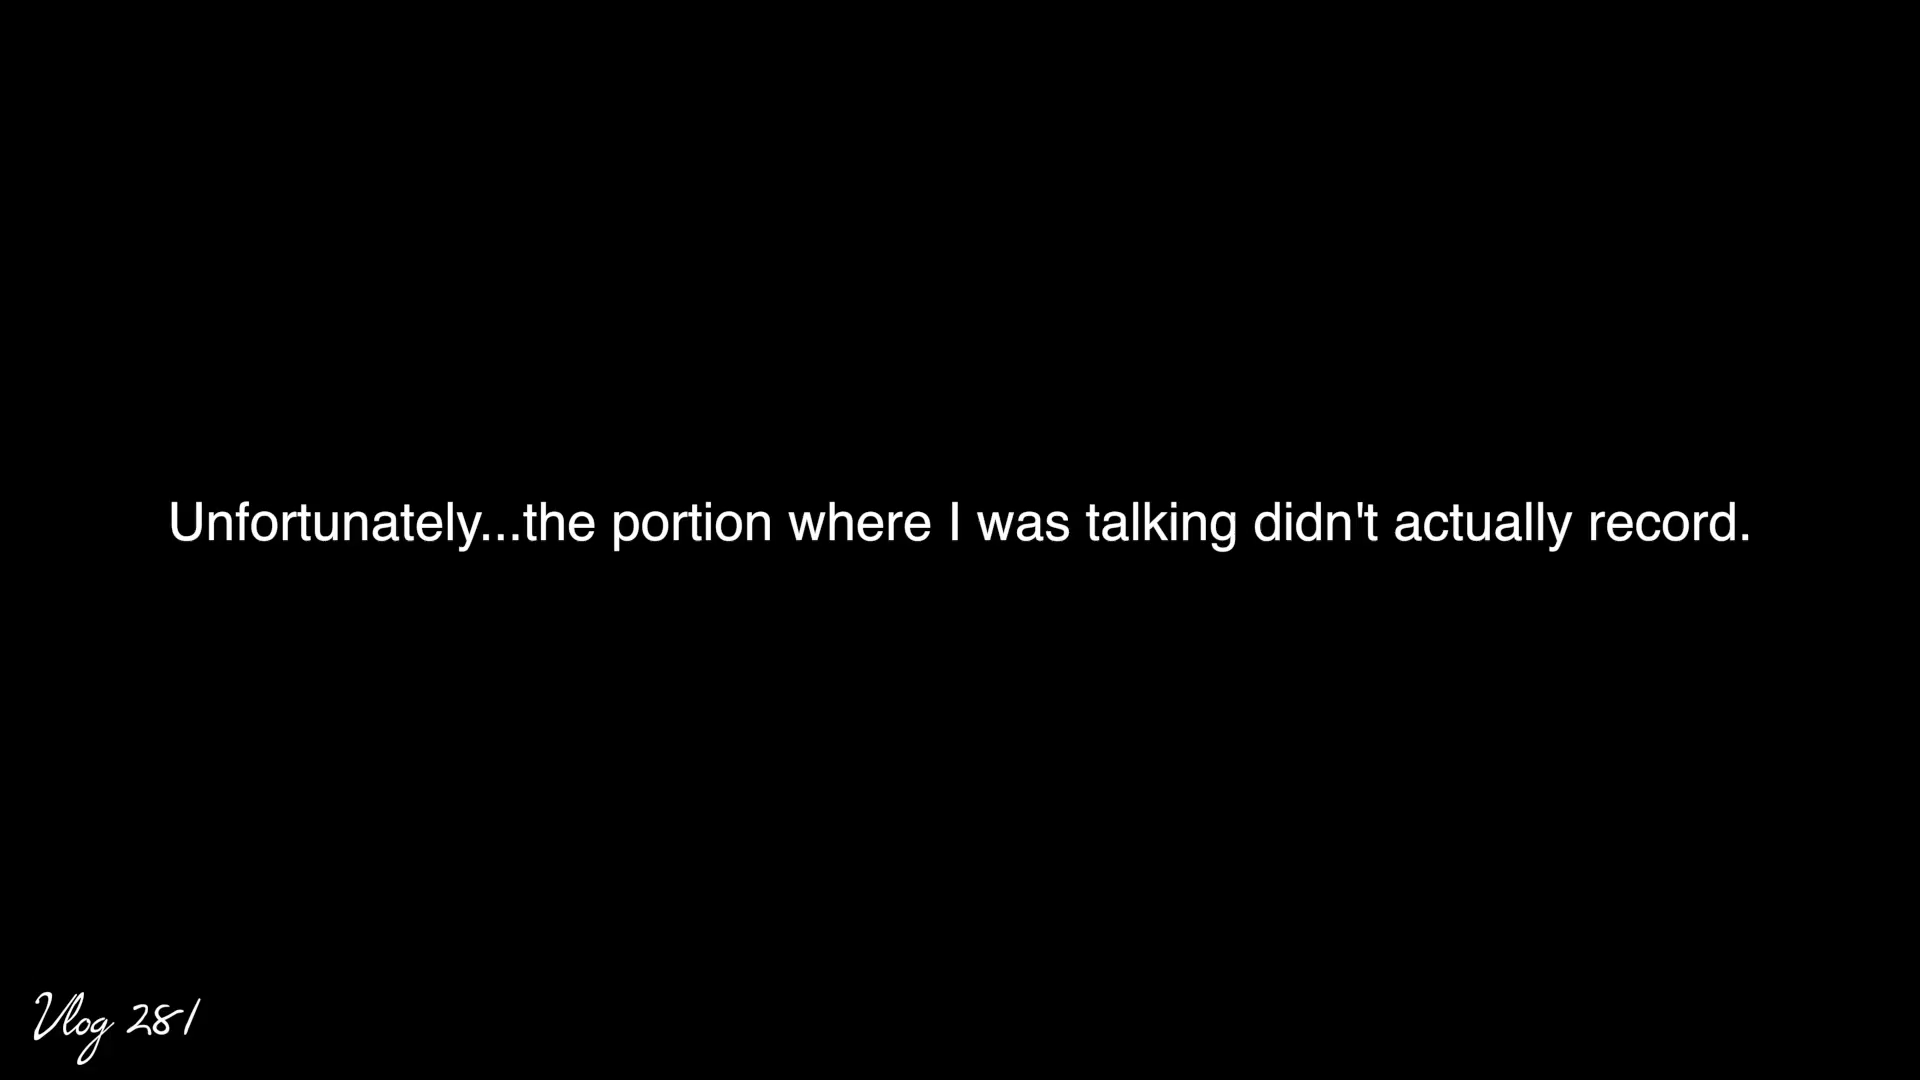 Unfortunately...the portion where I was talking didn't actually record.
Vlog 281